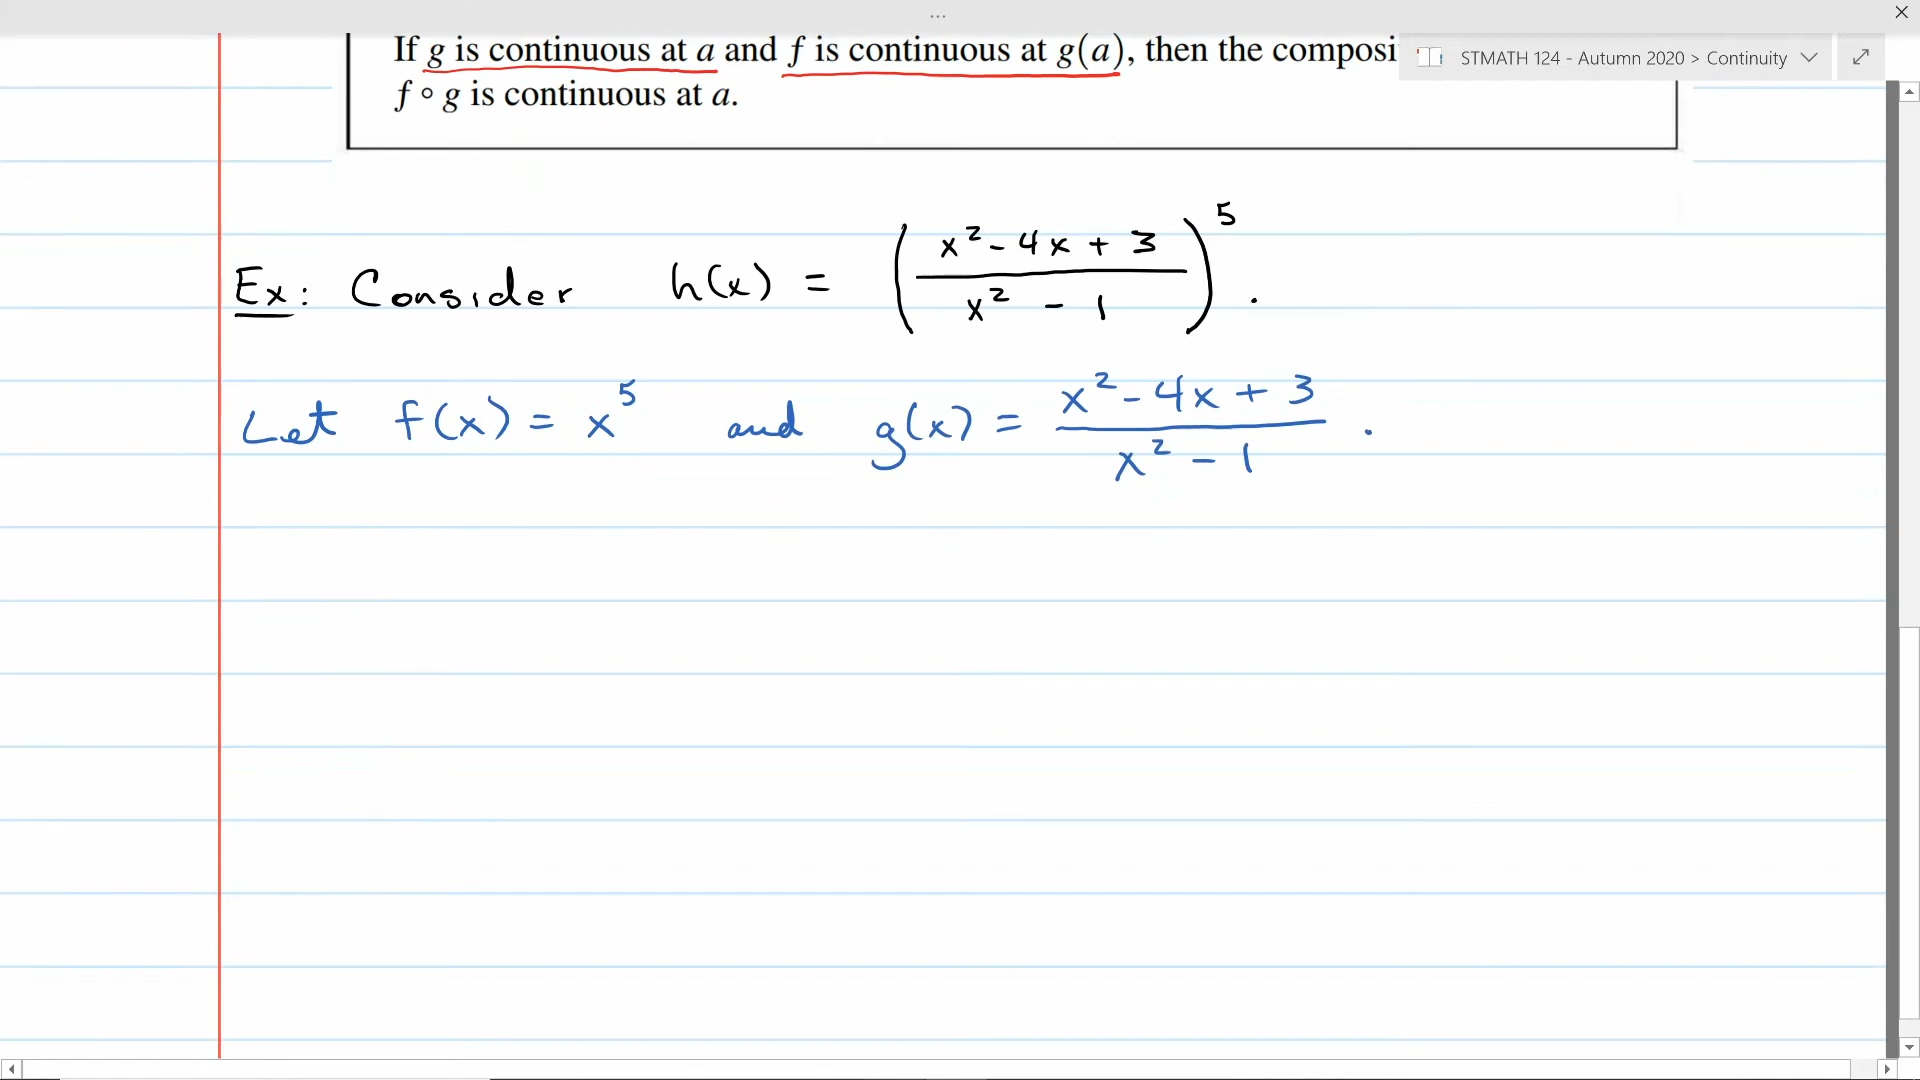 If g is continuous at a and f is continuous at g(a), then the composi
STMATH 124 - Autumn 2020 > Continuity
f ∘ g is continuous at a.
Ex: Consider h(x) = ((x² - 4x + 3)/(x² - 1))⁵.
Let f(x) = x⁵ and g(x) = (x² - 4x + 3)/(x² - 1).